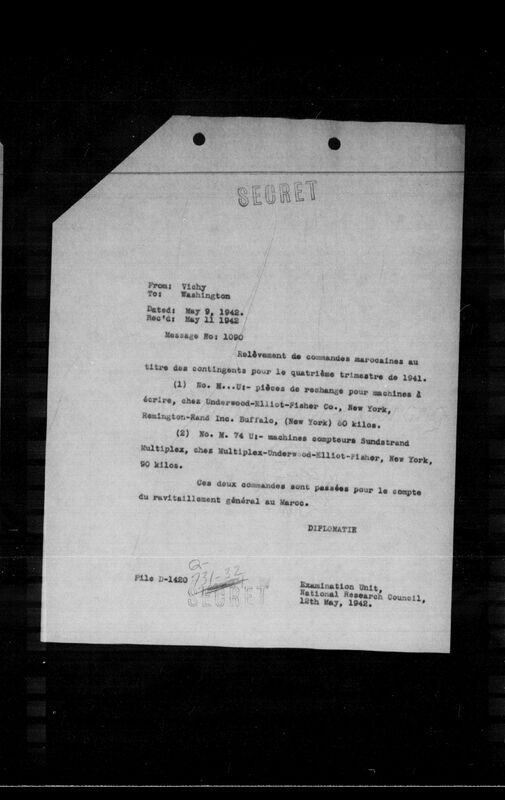 SECRET
From: Vichy
To: Washington
Dated: May 9, 1942.
Rec'd: May 11 1942
Message No: 1090
Relèvement de commandes marocaines au
titre des contingents pour le quatrième trimestre de 1941.
(1) No. M...U:- pièces de rechange pour machines à
écrire, chez Underwood-Elliot-Fisher Co., New York,
Remington-Rand Inc. Buffalo, (New York) 60 kilos.
(2) No. M. 74 U:- machines compteurs Sundstrand
Multiplex, chez Multiplex-Underwood-Elliot-Fisher, New York,
90 kilos.
Ces deux commandes sont passées pour le compte
du ravitaillement général au Maroc.
DIPLOMATIE
Q-
731-32
File D-1420
SECRET
Examination Unit,
National Research Council,
12th May, 1942.